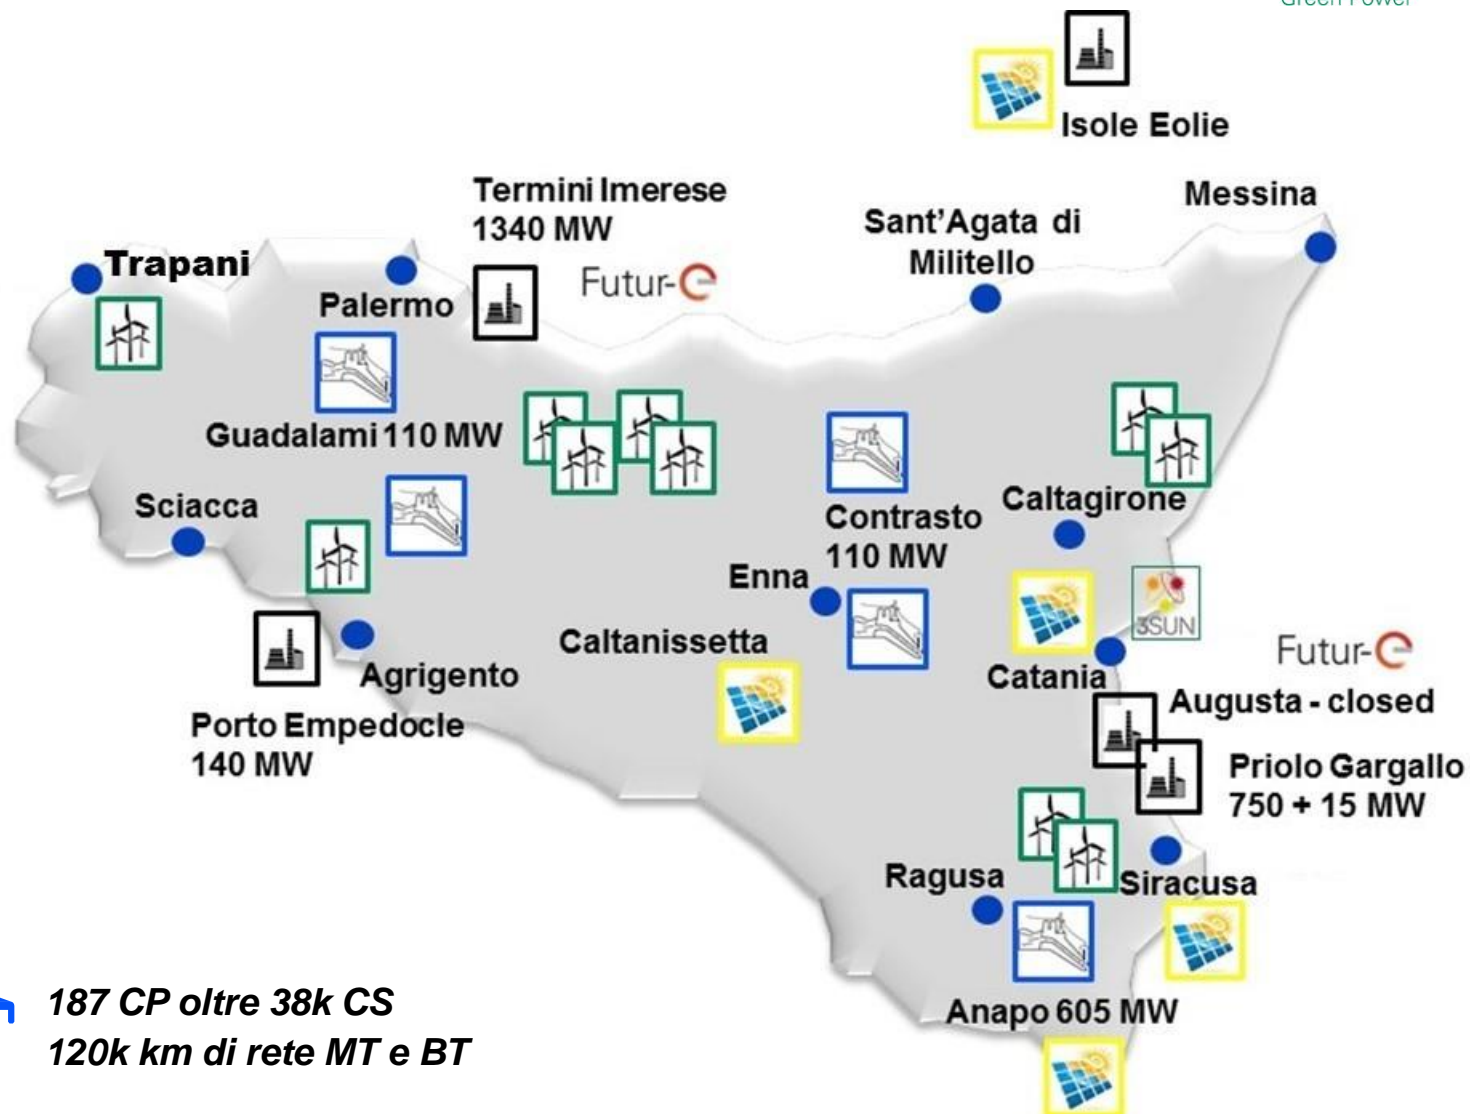 Green Power
Isole Eolie
Termini Imerese
1340 MW
Futur-e
Sant'Agata di
Militello
Messina
Trapani
Palermo
Guadalami 110 MW
Sciacca
Contrasto
110 MW
Caltagirone
Enna
3SUN
Caltanissetta
Catania
Futur-e
Agrigento
Augusta - closed
Porto Empedocle
140 MW
Priolo Gargallo
750 + 15 MW
Ragusa
Siracusa
Anapo 605 MW
187 CP oltre 38k CS
120k km di rete MT e BT